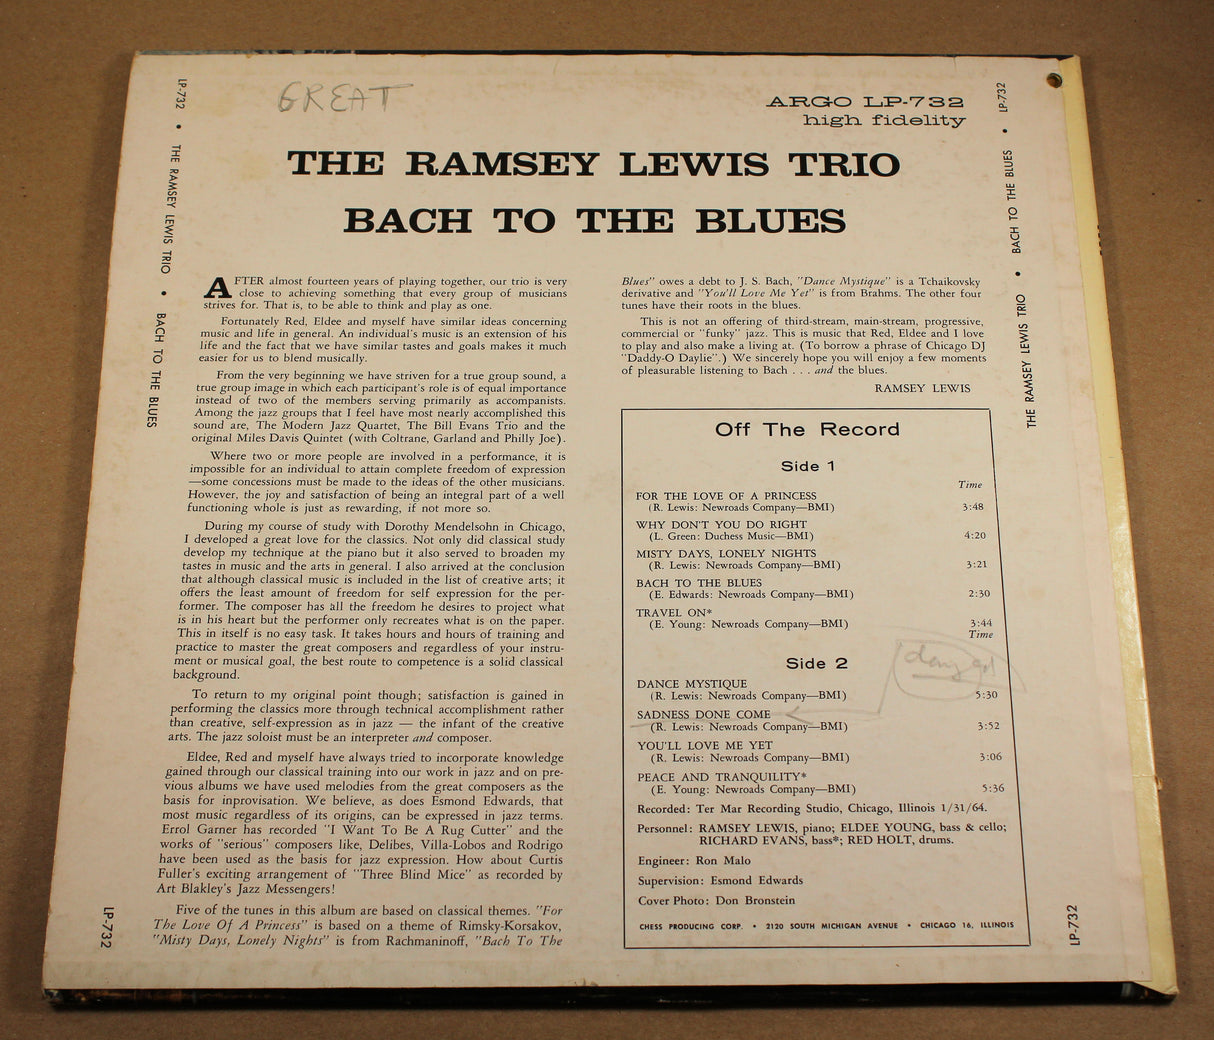 GREAT
ARGO LP-732
high fidelity
THE RAMSEY LEWIS TRIO
BACH TO THE BLUES
LP-732 • THE RAMSEY LEWIS TRIO • BACH TO THE BLUES
LP-732
AFTER almost fourteen years of playing together, our trio is very
close to achieving something that every group of musicians
strives for. That is, to be able to think and play as one.
Fortunately Red, Eldee and myself have similar ideas concerning
music and life in general. An individual's music is an extension of his
life and the fact that we have similar tastes and goals makes it much
easier for us to blend musically.
From the very beginning we have striven for a true group sound, a
true group image in which each participant's role is of equal importance
instead of two of the members serving primarily as accompanists.
Among the jazz groups that I feel have most nearly accomplished this
sound are, The Modern Jazz Quartet, The Bill Evans Trio and the
original Miles Davis Quintet (with Coltrane, Garland and Philly Joe).
Where two or more people are involved in a performance, it is
impossible for an individual to attain complete freedom of expression
—some concessions must be made to the ideas of the other musicians.
However, the joy and satisfaction of being an integral part of a well
functioning whole is just as rewarding, if not more so.
During my course of study with Dorothy Mendelsohn in Chicago,
I developed a great love for the classics. Not only did classical study
develop my technique at the piano but it also served to broaden my
tastes in music and the arts in general. I also arrived at the conclusion
that although classical music is included in the list of creative arts; it
offers the least amount of freedom for self expression for the per-
former. The composer has all the freedom he desires to project what
is in his heart but the performer only recreates what is on the paper.
This in itself is no easy task. It takes hours and hours of training and
practice to master the great composers and regardless of your instru-
ment or musical goal, the best route to competence is a solid classical
background.
To return to my original point though; satisfaction is gained in
performing the classics more through technical accomplishment rather
than creative, self-expression as in jazz — the infant of the creative
arts. The jazz soloist must be an interpreter and composer.
Eldee, Red and myself have always tried to incorporate knowledge
gained through our classical training into our work in jazz and on pre-
vious albums we have used melodies from the great composers as the
basis for inprovisation. We believe, as does Esmond Edwards, that
most music regardless of its origins, can be expressed in jazz terms.
Errol Garner has recorded "I Want To Be A Rug Cutter" and the
works of "serious" composers like, Delibes, Villa-Lobos and Rodrigo
have been used as the basis for jazz expression. How about Curtis
Fuller's exciting arrangement of "Three Blind Mice" as recorded by
Art Blakley's Jazz Messengers!
Five of the tunes in this album are based on classical themes. "For
The Love Of A Princess" is based on a theme of Rimsky-Korsakov,
"Misty Days, Lonely Nights" is from Rachmaninoff, "Bach To The
Blues" owes a debt to J. S. Bach, "Dance Mystique" is a Tchaikovsky
derivative and "You'll Love Me Yet" is from Brahms. The other four
tunes have their roots in the blues.
This is not an offering of third-stream, main-stream, progressive,
commercial or "funky" jazz. This is music that Red, Eldee and I love
to play and also make a living at. (To borrow a phrase of Chicago DJ
"Daddy-O Daylie".) We sincerely hope you will enjoy a few moments
of pleasurable listening to Bach . . . and the blues.
RAMSEY LEWIS
Off The Record
Side 1
Time
FOR THE LOVE OF A PRINCESS
(R. Lewis: Newroads Company—BMI) 3:48
WHY DON'T YOU DO RIGHT
(L. Green: Duchess Music—BMI) 4:20
MISTY DAYS, LONELY NIGHTS
(R. Lewis: Newroads Company—BMI) 3:21
BACH TO THE BLUES
(E. Edwards: Newroads Company—BMI) 2:30
TRAVEL ON*
(E. Young: Newroads Company—BMI) 3:44
Time
Side 2
DANCE MYSTIQUE
(R. Lewis: Newroads Company—BMI) 5:30
SADNESS DONE COME
(R. Lewis: Newroads Company—BMI) 3:52
YOU'LL LOVE ME YET
(R. Lewis: Newroads Company—BMI) 3:06
PEACE AND TRANQUILITY*
(E. Young: Newroads Company—BMI) 5:36
Recorded: Ter Mar Recording Studio, Chicago, Illinois 1/31/64.
Personnel: RAMSEY LEWIS, piano; ELDEE YOUNG, bass & cello;
RICHARD EVANS, bass*; RED HOLT, drums.
Engineer: Ron Malo
Supervision: Esmond Edwards
Cover Photo: Don Bronstein
CHESS PRODUCING CORP. • 2120 SOUTH MICHIGAN AVENUE • CHICAGO 16, ILLINOIS
THE RAMSEY LEWIS TRIO • BACH TO THE BLUES • LP-732
LP-732